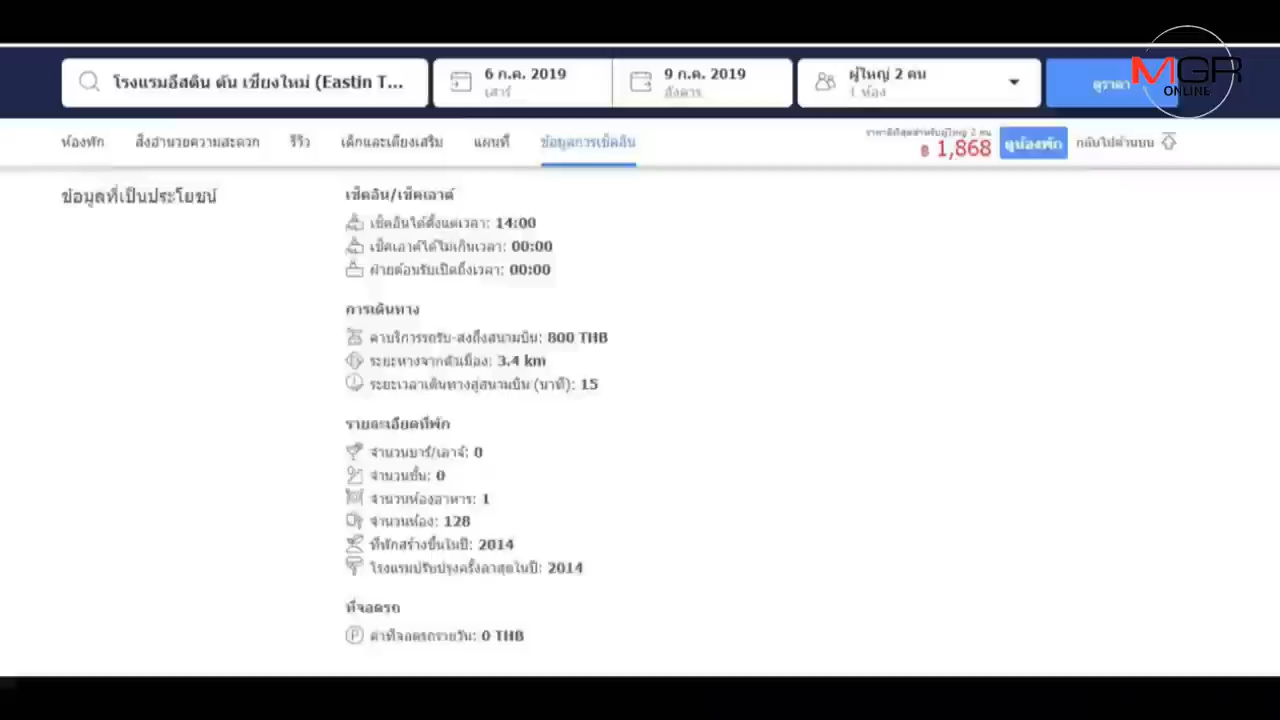 โรงแรมอีสติน ตัน เชียงใหม่ (Eastin T...
6 ก.ค. 2019
เสาร์
9 ก.ค. 2019
อังคาร
ผู้ใหญ่ 2 คน
1 ห้อง
ดูราคา
MGR
ONLINE
ห้องพัก
สิ่งอำนวยความสะดวก
รีวิว
เด็กและเตียงเสริม
แผนที่
ข้อมูลการเช็คอิน
ราคาดีที่สุดสำหรับผู้ใหญ่ 2 คน
฿ 1,868
ดูห้องพัก
กลับไปด้านบน
ข้อมูลที่เป็นประโยชน์
เช็คอิน/เช็คเอาต์
เช็คอินได้ตั้งแต่เวลา: 14:00
เช็คเอาต์ได้ไม่เกินเวลา: 00:00
ฝ่ายต้อนรับเปิดถึงเวลา: 00:00
การเดินทาง
ค่าบริการรถรับ-ส่งถึงสนามบิน: 800 THB
ระยะทางจากตัวเมือง: 3.4 km
ระยะเวลาเดินทางสู่สนามบิน (นาที): 15
รายละเอียดที่พัก
จำนวนบาร์/เลาจ์: 0
จำนวนชั้น: 0
จำนวนห้องอาหาร: 1
จำนวนห้อง: 128
ที่พักสร้างขึ้นในปี: 2014
โรงแรมปรับปรุงครั้งล่าสุดในปี: 2014
ที่จอดรถ
ค่าที่จอดรถรายวัน: 0 THB